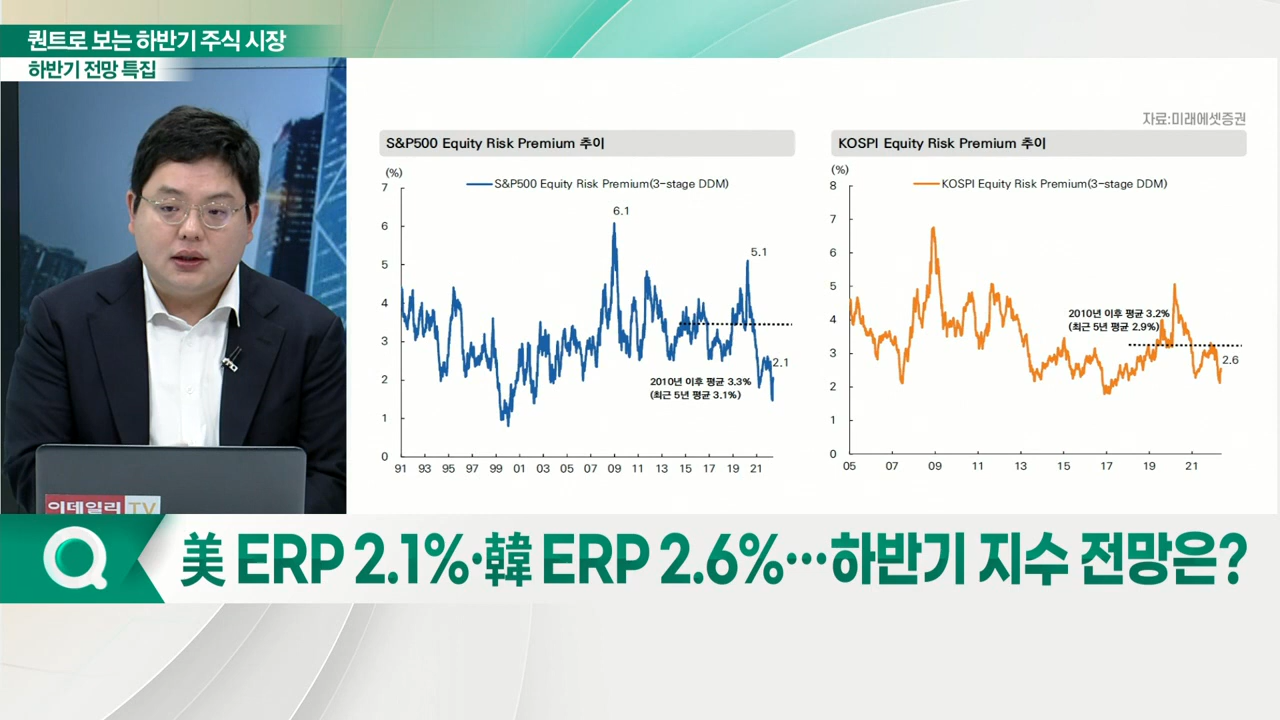 퀀트로 보는 하반기 주식 시장
하반기 전망 특집
자료:미래에셋증권
S&P500 Equity Risk Premium 추이
(%)
S&P500 Equity Risk Premium(3-stage DDM)
7
6
5
4
3
2
1
0
6.1
5.1
2.1
2010년 이후 평균 3.3%
(최근 5년 평균 3.1%)
91 93 95 97 99 01 03 05 07 09 11 13 15 17 19 21
KOSPI Equity Risk Premium 추이
(%)
KOSPI Equity Risk Premium(3-stage DDM)
8
7
6
5
4
3
2
1
0
2010년 이후 평균 3.2%
(최근 5년 평균 2.9%)
2.6
05 07 09 11 13 15 17 19 21
이데일리 TV
美 ERP 2.1%·韓 ERP 2.6%…하반기 지수 전망은?